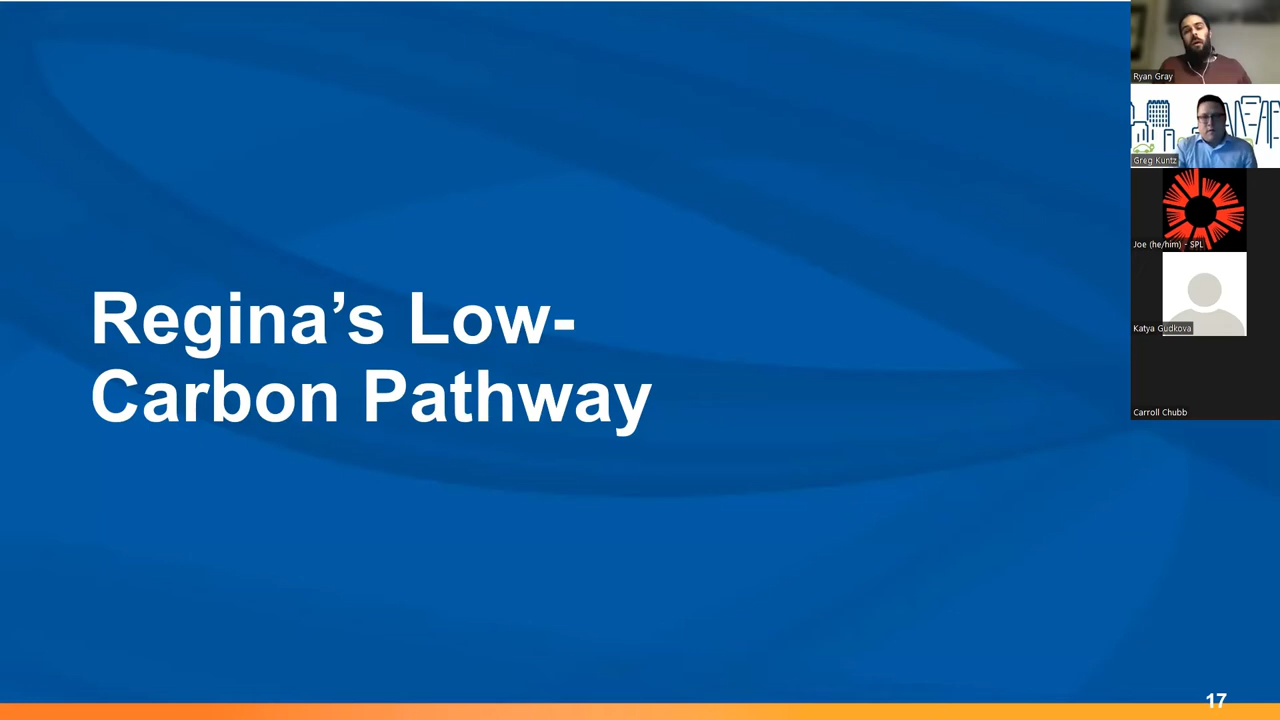 Regina’s Low-
Carbon Pathway
17
Ryan Gray
Greg Kuntz
Joe (he/him) - SPL
Katya Gudkova
Carroll Chubb